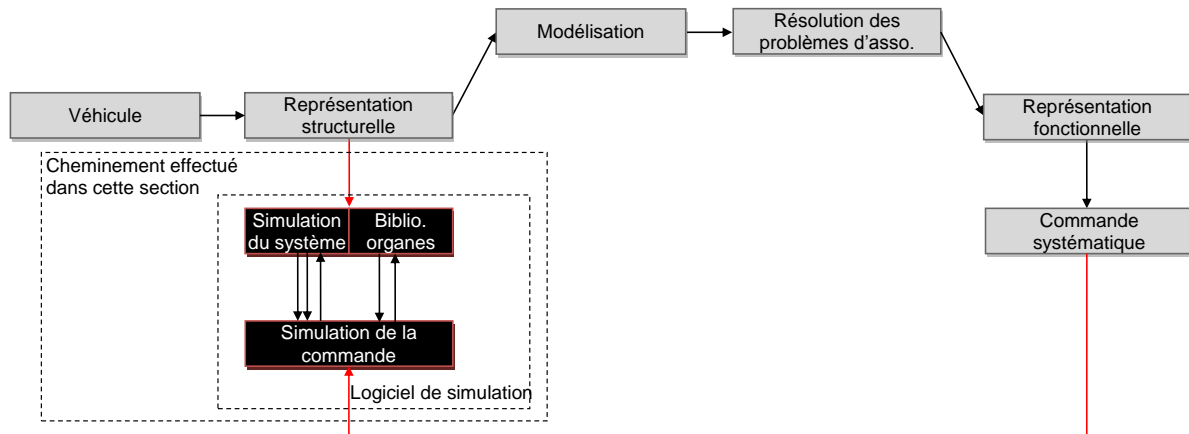 Modélisation
Résolution des
problèmes d'asso.
Véhicule
Représentation
structurelle
Représentation
fonctionnelle
Cheminement effectué
dans cette section
Simulation
du système
Biblio.
organes
Commande
systématique
Simulation de la
commande
Logiciel de simulation